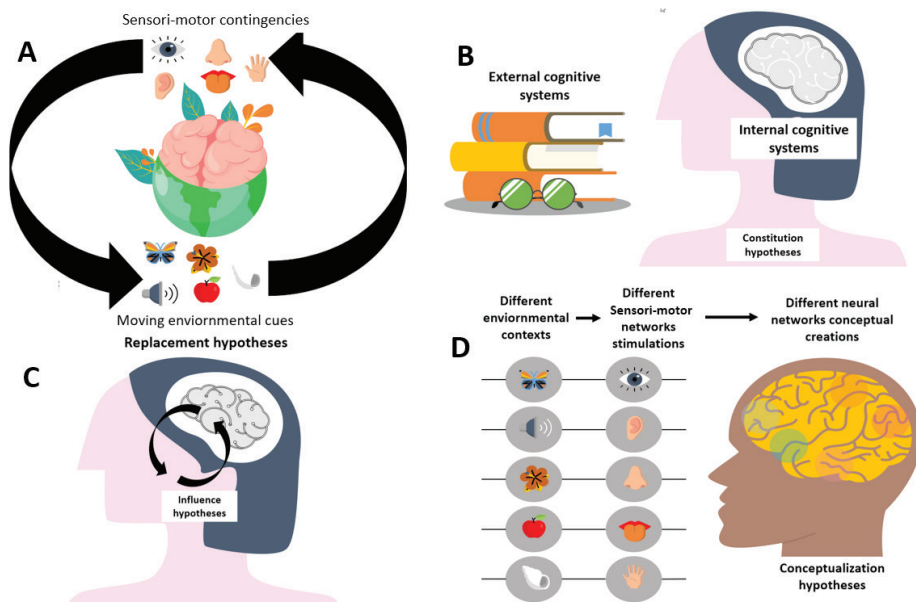 Sensori-motor contingencies
A
Moving enviornmental cues
Replacement hypotheses
B
External cognitive
systems
Internal cognitive
systems
Constitution
hypotheses
C
Influence
hypotheses
D
Different
enviornmental
contexts
Different
Sensori-motor
networks
stimulations
Different neural
networks conceptual
creations
Conceptualization
hypotheses